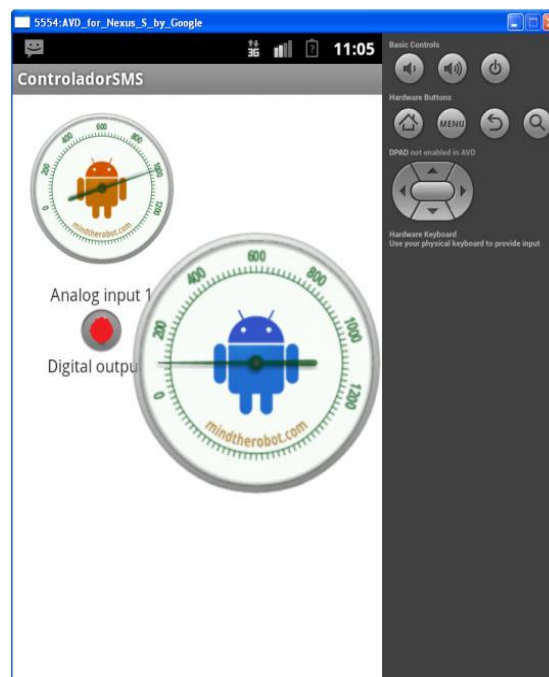 5554:AVD_for_Nexus_S_by_Google
3G
11:05
ControladorSMS
Basic Controls
Hardware Buttons
MENU
DPAD not enabled in AVD
Hardware Keyboard
Use your physical keyboard to provide input
0 200 400 600 800 1000 1200
mindtherobot.com
Analog input 1
Digital outpu
0 200 400 600 800 1000 1200
mindtherobot.com